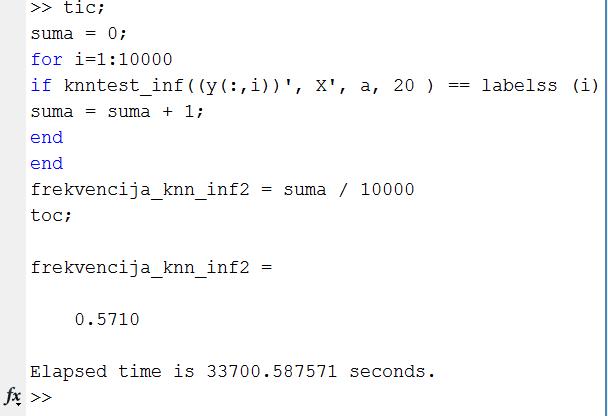 >> tic;
suma = 0;
for i=1:10000
if knntest_inf((y(:,i))', X', a, 20 ) == labelss (i)
suma = suma + 1;
end
end
frekvencija_knn_inf2 = suma / 10000
toc;
frekvencija_knn_inf2 =
0.5710
Elapsed time is 33700.587571 seconds.
fx >>